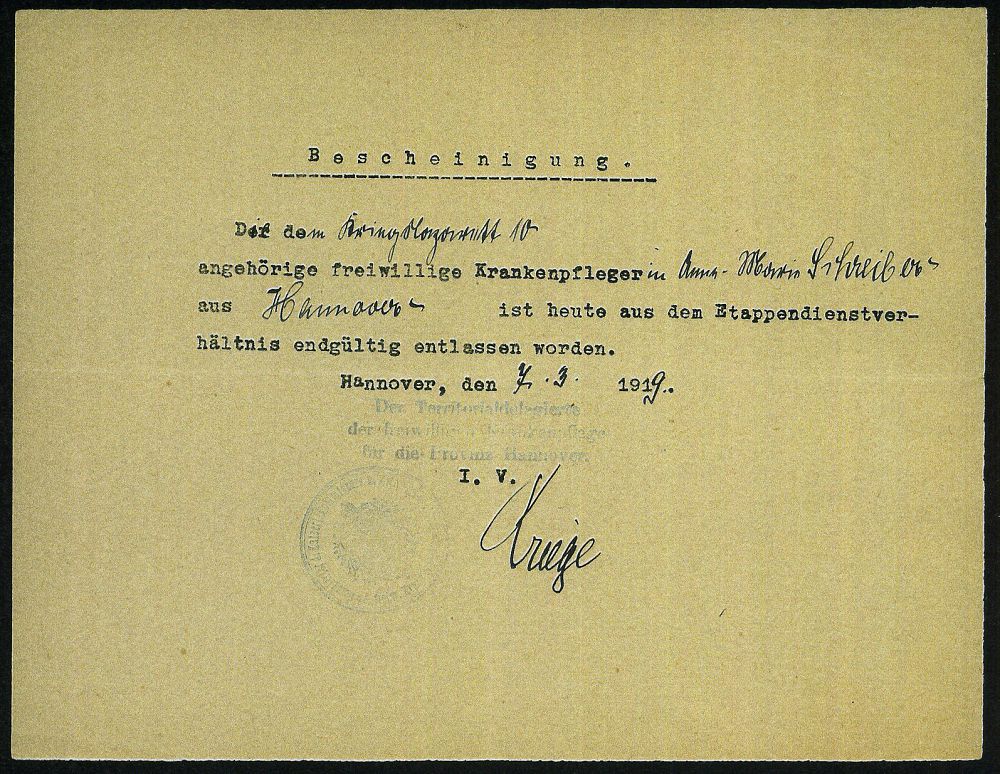 Bescheinigung.
Die dem Kriegslazarett 10
angehörige freiwillige Krankenpflegerin Anna-Marie Schreiber
aus Hannover ist heute aus dem Etappendienstver-
hältnis endgültig entlassen worden.
Hannover, den 7.3. 1919.
Der Territorialdelegierte
der freiwilligen Krankenpflege
für die Provinz Hannover.
I. V.
Kriege